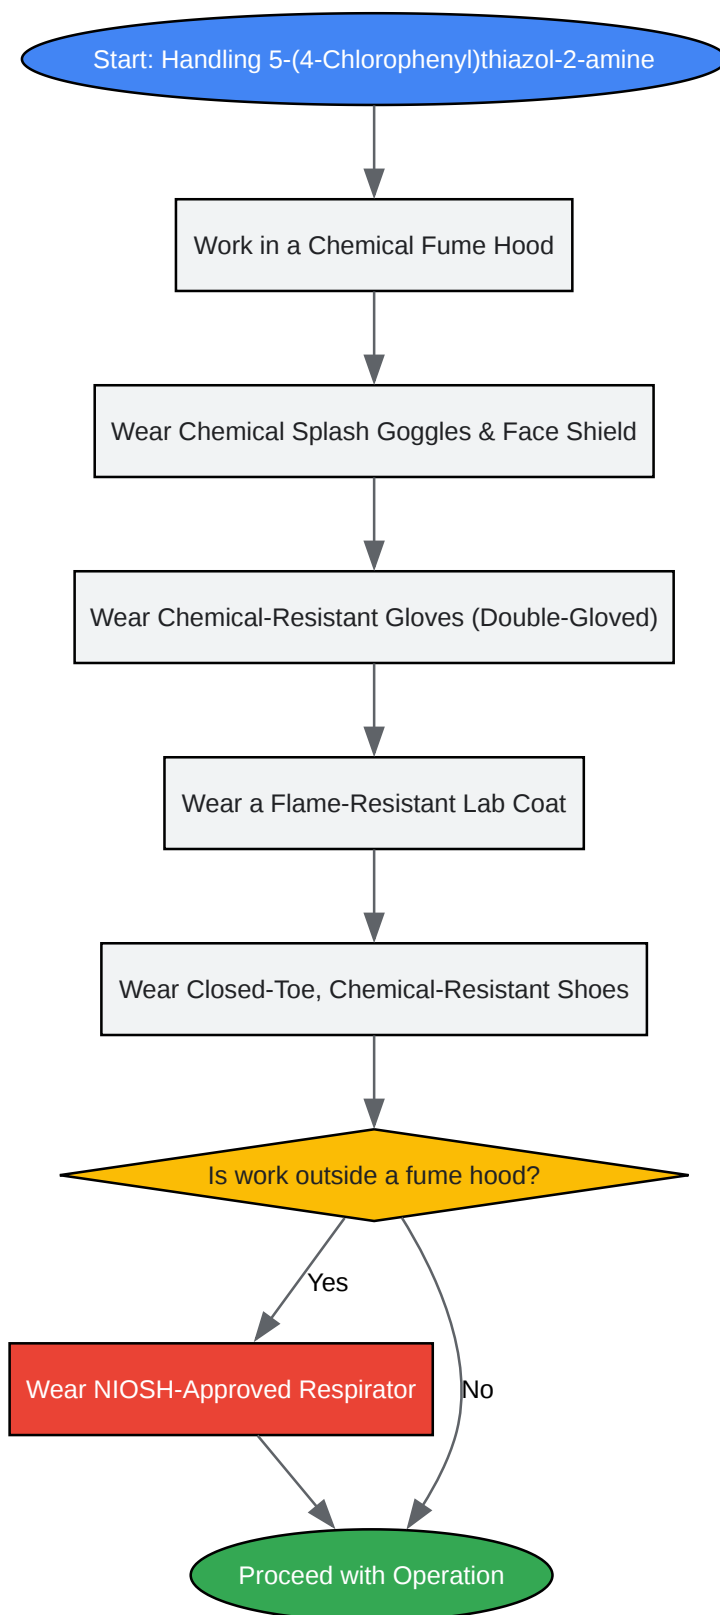 Start: Handling 5-(4-Chlorophenyl)thiazol-2-amine
Work in a Chemical Fume Hood
Wear Chemical Splash Goggles & Face Shield
Wear Chemical-Resistant Gloves (Double-Gloved)
Wear a Flame-Resistant Lab Coat
Wear Closed-Toe, Chemical-Resistant Shoes
Is work outside a fume hood?
Yes
Wear NIOSH-Approved Respirator
No
Proceed with Operation